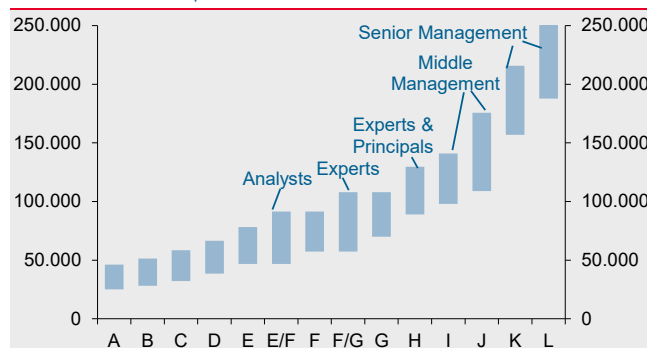 250.000
200.000
150.000
100.000
50.000
0
Senior Management
Middle
Management
Experts &
Principals
Experts
Analysts
250.000
200.000
150.000
100.000
50.000
0
A B C D E E/F F F/G G H I J K L